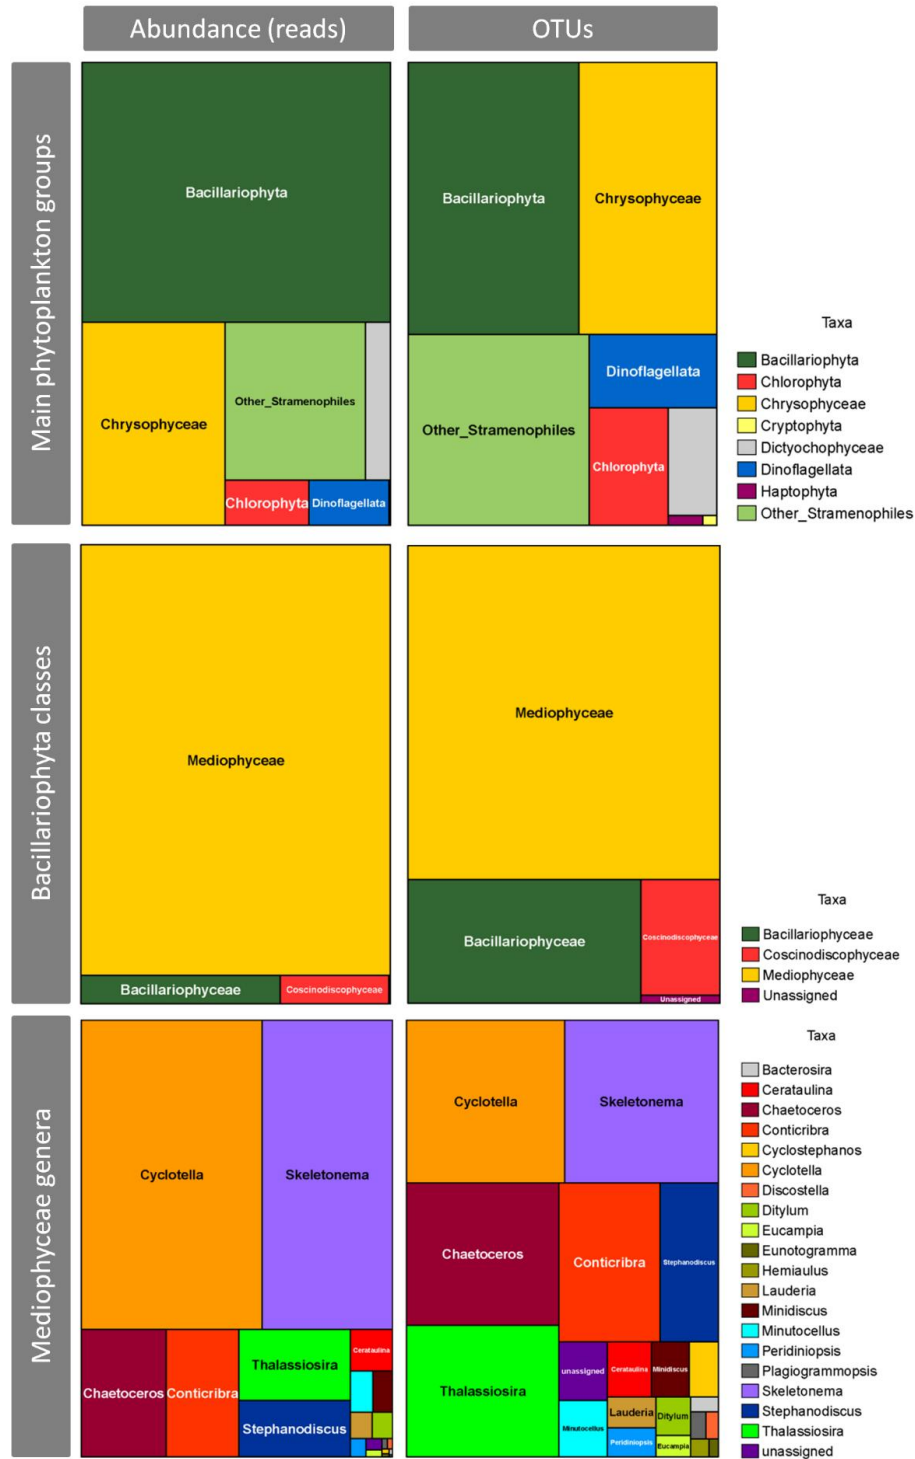 Abundance (reads)
OTUs
Main phytoplankton groups
Bacillariophyta
Chrysophyceae
Other_Stramenophiles
Chlorophyta
Dinoflagellata
Bacillariophyta
Chrysophyceae
Other_Stramenophiles
Dinoflagellata
Chlorophyta
Taxa
Bacillariophyta
Chlorophyta
Chrysophyceae
Cryptophyta
Dictyochophyceae
Dinoflagellata
Haptophyta
Other_Stramenophiles
Bacillariophyta classes
Mediophyceae
Bacillariophyceae
Coscinodiscophyceae
Mediophyceae
Bacillariophyceae
Coscinodiscophyceae
Unassigned
Taxa
Bacillariophyceae
Coscinodiscophyceae
Mediophyceae
Unassigned
Mediophyceae genera
Cyclotella
Skeletonema
Chaetoceros
Conticribra
Thalassiosira
Stephanodiscus
Cerataulina
Cyclotella
Skeletonema
Chaetoceros
Conticribra
Stephanodiscus
Thalassiosira
unassigned
Cerataulina
Minidiscus
Minutocellus
Lauderia
Peridiniopsis
Ditylum
Eucampia
Taxa
Bacterosira
Cerataulina
Chaetoceros
Conticribra
Cyclostephanos
Cyclotella
Discostella
Ditylum
Eucampia
Eunotogramma
Hemiaulus
Lauderia
Minidiscus
Minutocellus
Peridiniopsis
Plagiogrammopsis
Skeletonema
Stephanodiscus
Thalassiosira
unassigned